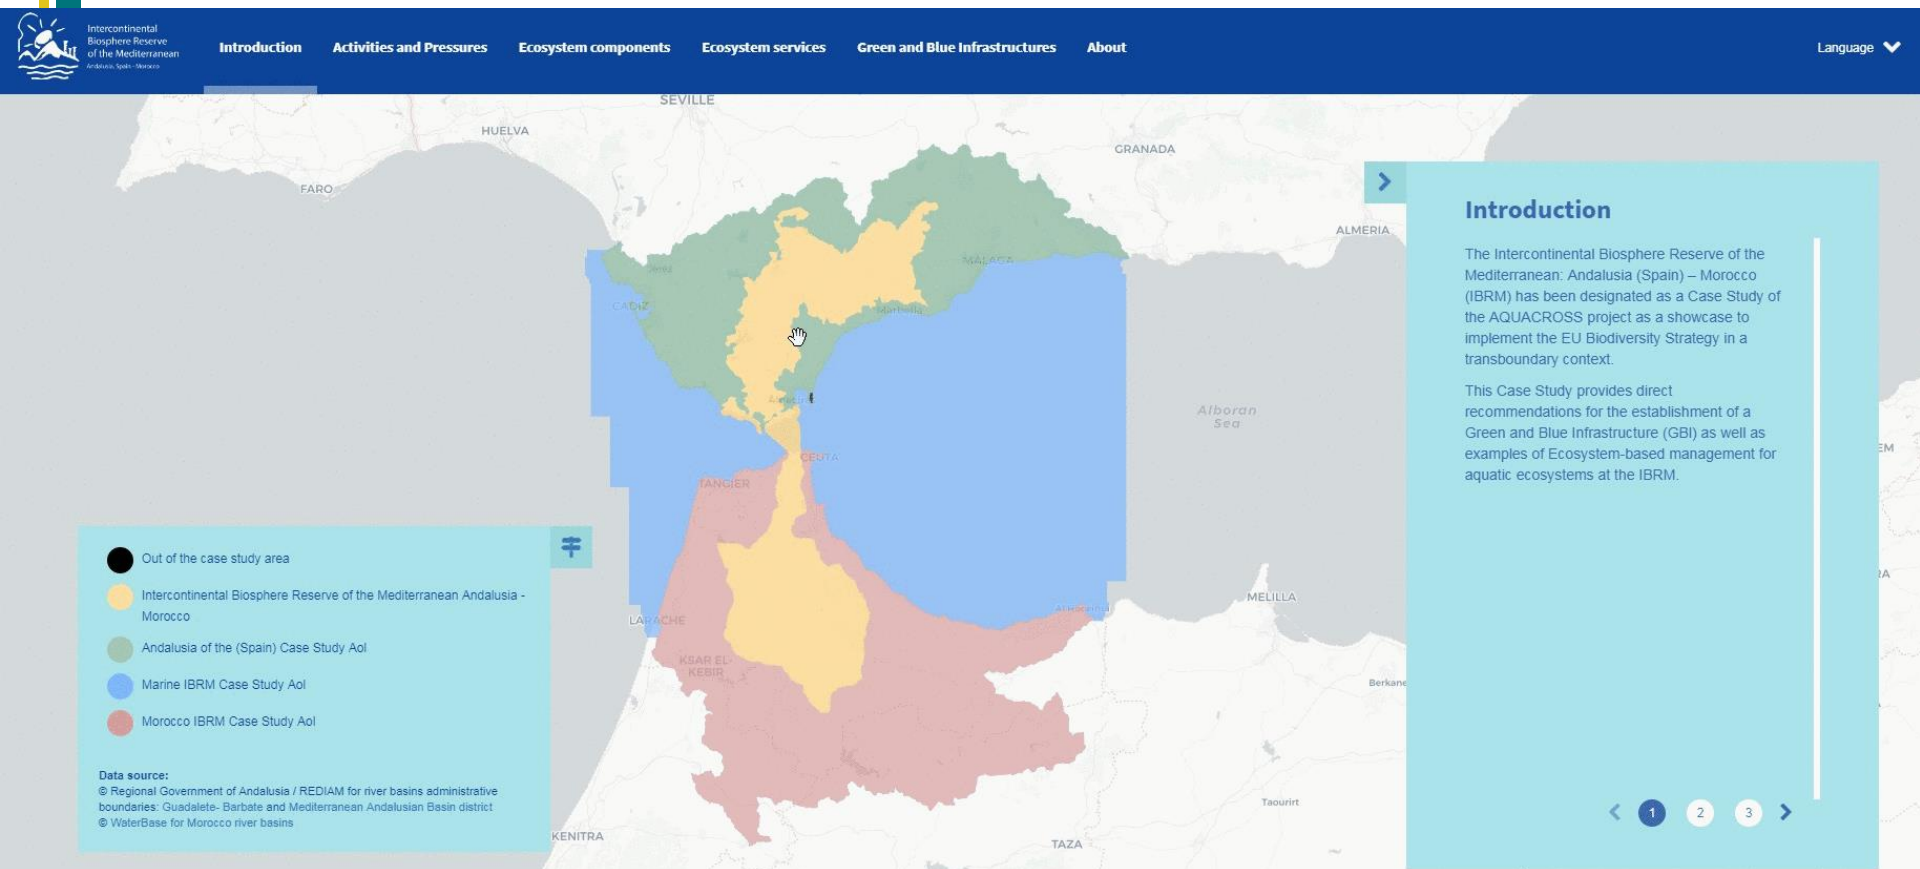 Intercontinental
Biosphere Reserve
of the Mediterranean
Andalusia, Spain - Morocco
Introduction
Activities and Pressures
Ecosystem components
Ecosystem services
Green and Blue Infrastructures
About
Language
SEVILLE
HUELVA
GRANADA
FARO
ALMERIA
MÁLAGA
CADIZ
Marbella
Alboran
Sea
CEUTA
TANGIER
MELILLA
LARACHE
KSAR EL-
KEBIR
Berkane
Taourirt
KENITRA
TAZA
Out of the case study area
Intercontinental Biosphere Reserve of the Mediterranean Andalusia -
Morocco
Andalusia of the (Spain) Case Study AoI
Marine IBRM Case Study AoI
Morocco IBRM Case Study AoI
Data source:
© Regional Government of Andalusia / REDIAM for river basins administrative
boundaries: Guadalete- Barbate and Mediterranean Andalusian Basin district
© WaterBase for Morocco river basins
Introduction
The Intercontinental Biosphere Reserve of the
Mediterranean: Andalusia (Spain) – Morocco
(IBRM) has been designated as a Case Study of
the AQUACROSS project as a showcase to
implement the EU Biodiversity Strategy in a
transboundary context.
This Case Study provides direct
recommendations for the establishment of a
Green and Blue Infrastructure (GBI) as well as
examples of Ecosystem-based management for
aquatic ecosystems at the IBRM.
1
2
3